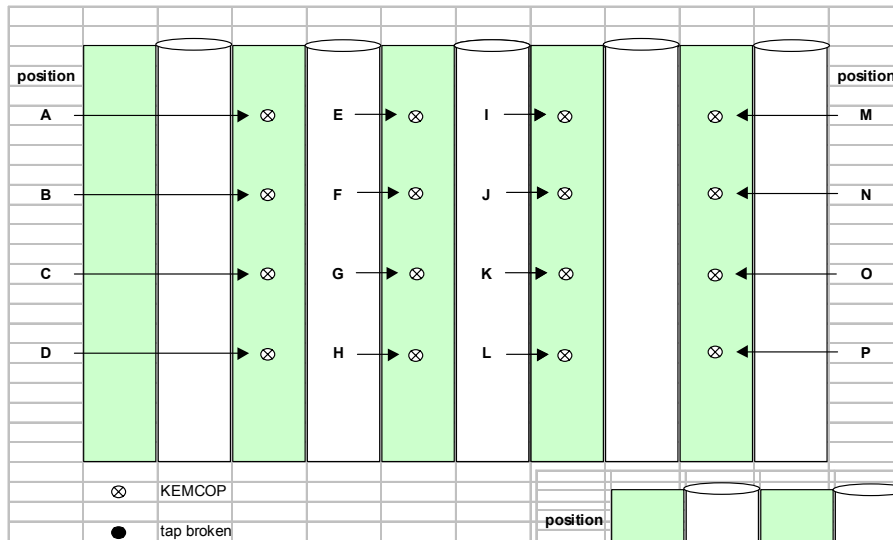 position position
A E I M
B F J N
C G K O
D H L P
KEMCOP
position
tap broken